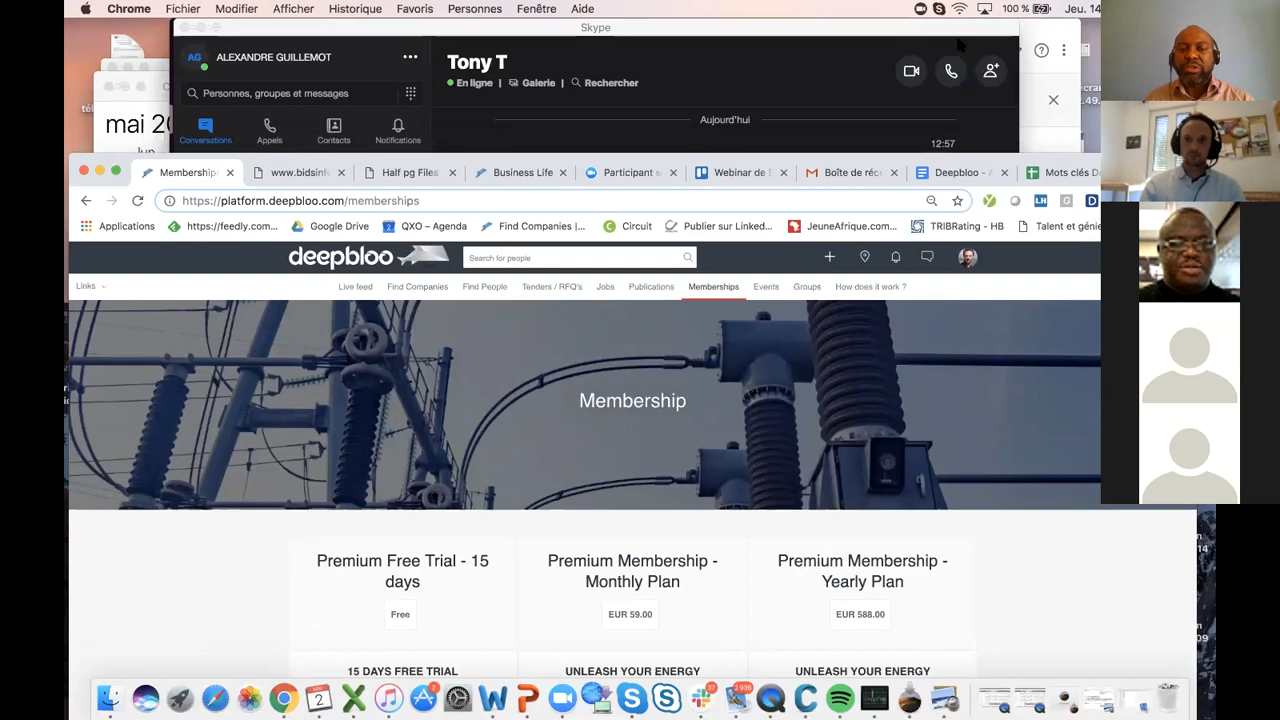 Chrome Fichier Modifier Afficher Historique Favoris Personnes Fenêtre Aide 100 % Jeu. 14
Skype
AG ALEXANDRE GUILLEMOT
Personnes, groupes et messages
Conversations Appels Contacts Notifications
Tony T
En ligne | Galerie | Rechercher
Aujourd'hui
12:57
mai 20
lun.
Memberships www.bidsinf Half pg Files Business Life Participant s Webinar de Boîte de réc Deepbloo - A Mots clés D
https://platform.deepbloo.com/memberships
Applications https://feedly.com... Google Drive QXO – Agenda Find Companies |... Circuit Publier sur Linked... JeuneAfrique.com... TRIBRating - HB Talent et génie
deepbloo Search for people
Links Live feed Find Companies Find People Tenders / RFQ's Jobs Publications Memberships Events Groups How does it work ?
Membership
Premium Free Trial - 15
days
Free
15 DAYS FREE TRIAL
Premium Membership -
Monthly Plan
EUR 59.00
UNLEASH YOUR ENERGY
Premium Membership -
Yearly Plan
EUR 588.00
UNLEASH YOUR ENERGY